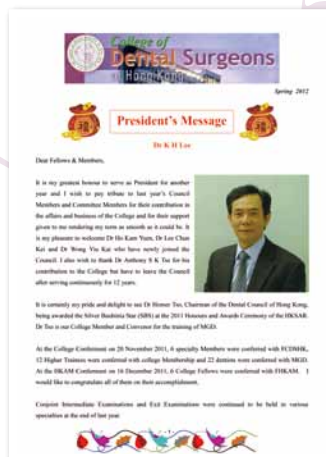 College of
Dental Surgeons
of Hong Kong
Spring 2012
President's Message
Dr K H Lee
Dear Fellows & Members,
It is my greatest honour to serve as President for another
year and I wish to pay tribute to last year's Council
Members and Committee Members for their contribution in
the affairs and business of the College and for their support
given to me rendering my term as smooth as it could be. It
is my pleasure to welcome Dr Ho Kam Yuen, Dr Lee Chun
Kei and Dr Wong Yiu Kai who have newly joined the
Council. I also wish to thank Dr Anthony S K Tse for his
contribution to the College but have to leave the Council
after serving continuously for 12 years.
It is certainly my pride and delight to see Dr Homer Tso, Chairman of the Dental Council of Hong Kong,
being awarded the Silver Bauhinia Star (SBS) at the 2011 Honours and Awards Ceremony of the HKSAR.
Dr Tso is our College Member and Convenor for the training of MGD.
At the College Conferment on 20 November 2011, 6 specialty Members were conferred with FCDSHK,
12 Higher Trainees were conferred with college Membership and 22 dentists were conferred with MGD.
At the HKAM Conferment on 16 December 2011, 6 College Fellows were conferred with FHKAM. I
would like to congratulate all of them on their accomplishment.
Conjoint Intermediate Examinations and Exit Examinations were continued to be held in various
specialties at the end of last year.